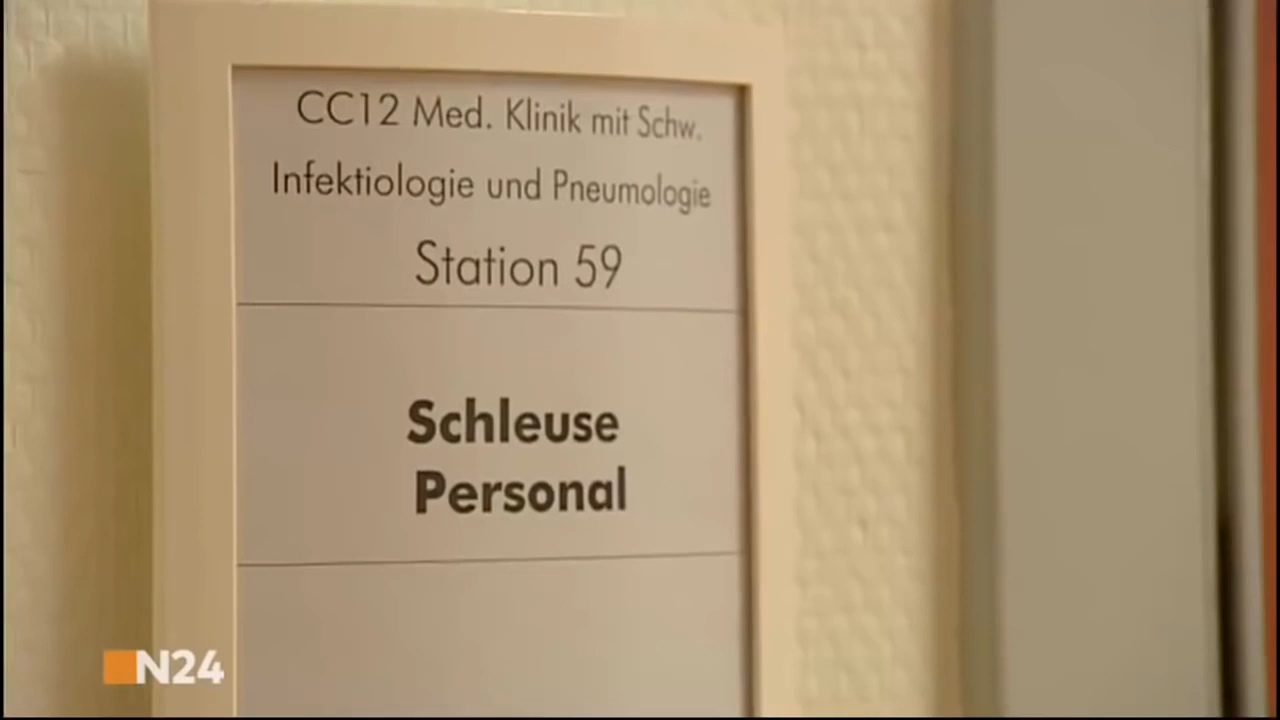 CC12 Med. Klinik mit Schw.
Infektiologie und Pneumologie
Station 59
Schleuse
Personal
N24